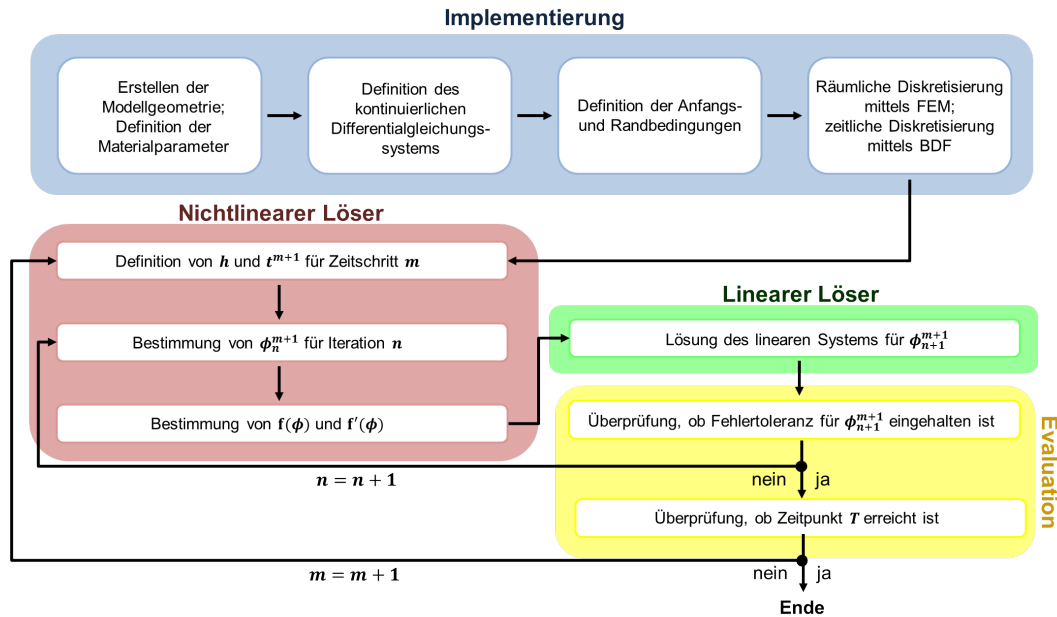 Implementierung
Erstellen der
Modellgeometrie;
Definition der
Materialparameter
Definition des
kontinuierlichen
Differentialgleichungs-
systems
Definition der Anfangs-
und Randbedingungen
Räumliche Diskretisierung
mittels FEM;
zeitliche Diskretisierung
mittels BDF
Nichtlinearer Löser
Definition von h und t^{m+1} für Zeitschritt m
Bestimmung von ϕ_n^{m+1} für Iteration n
Bestimmung von f(ϕ) und f′(ϕ)
Linearer Löser
Lösung des linearen Systems für ϕ_{n+1}^{m+1}
Evaluation
Überprüfung, ob Fehlertoleranz für ϕ_{n+1}^{m+1} eingehalten ist
nein ja
n = n + 1
Überprüfung, ob Zeitpunkt T erreicht ist
nein ja
m = m + 1
Ende